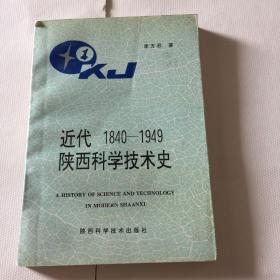 KJ
近代 1840—1949
陕西科学技术史
A HISTORY OF SCIENCE AND TECHNOLOGY
IN MODERN SHAANXI
陕西科学技术出版社